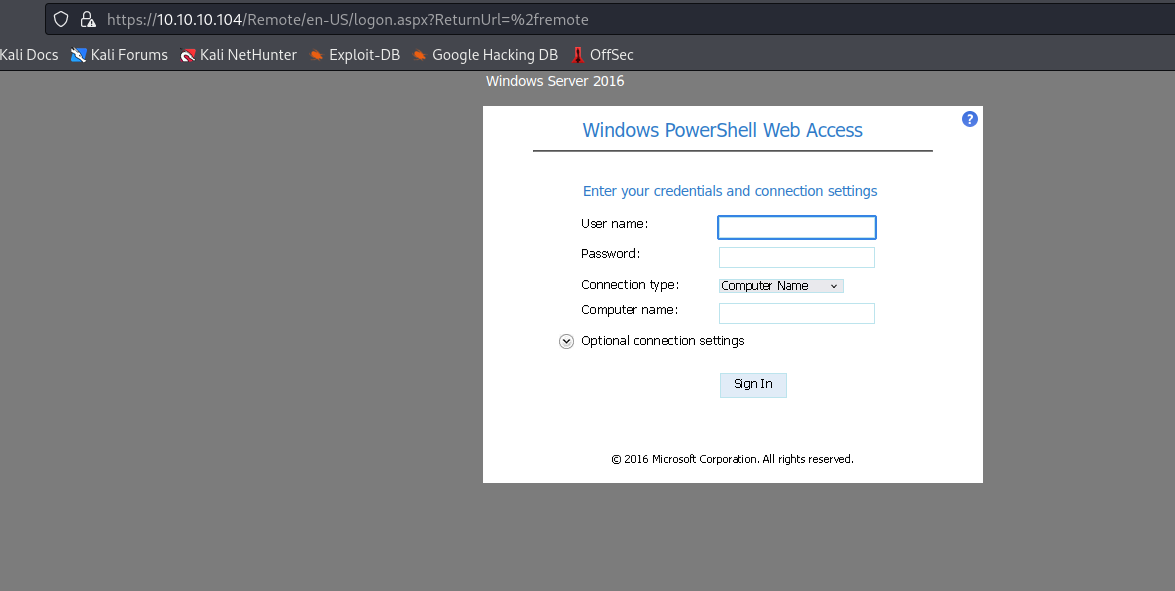 https://10.10.10.104/Remote/en-US/logon.aspx?ReturnUrl=%2fremote
Kali Docs Kali Forums Kali NetHunter Exploit-DB Google Hacking DB OffSec
Windows Server 2016
?
Windows PowerShell Web Access
Enter your credentials and connection settings
User name:
Password:
Connection type: Computer Name
Computer name:
Optional connection settings
Sign In
© 2016 Microsoft Corporation. All rights reserved.